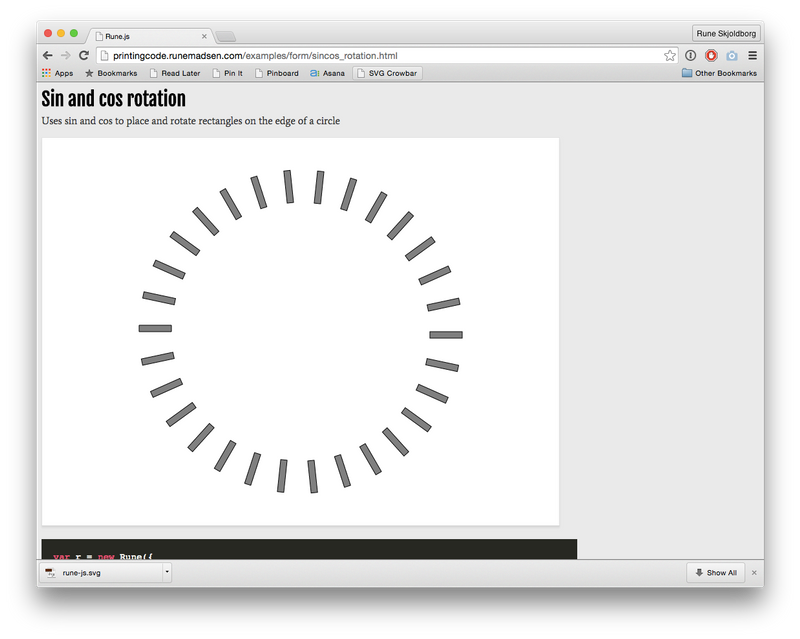 Rune.js
Rune Skjoldborg
printingcode.runemadsen.com/examples/form/sincos_rotation.html
Apps Bookmarks Read Later Pin It Pinboard Asana SVG Crowbar Other Bookmarks
Sin and cos rotation
Uses sin and cos to place and rotate rectangles on the edge of a circle
var r = new Rune({
rune-js.svg
Show All